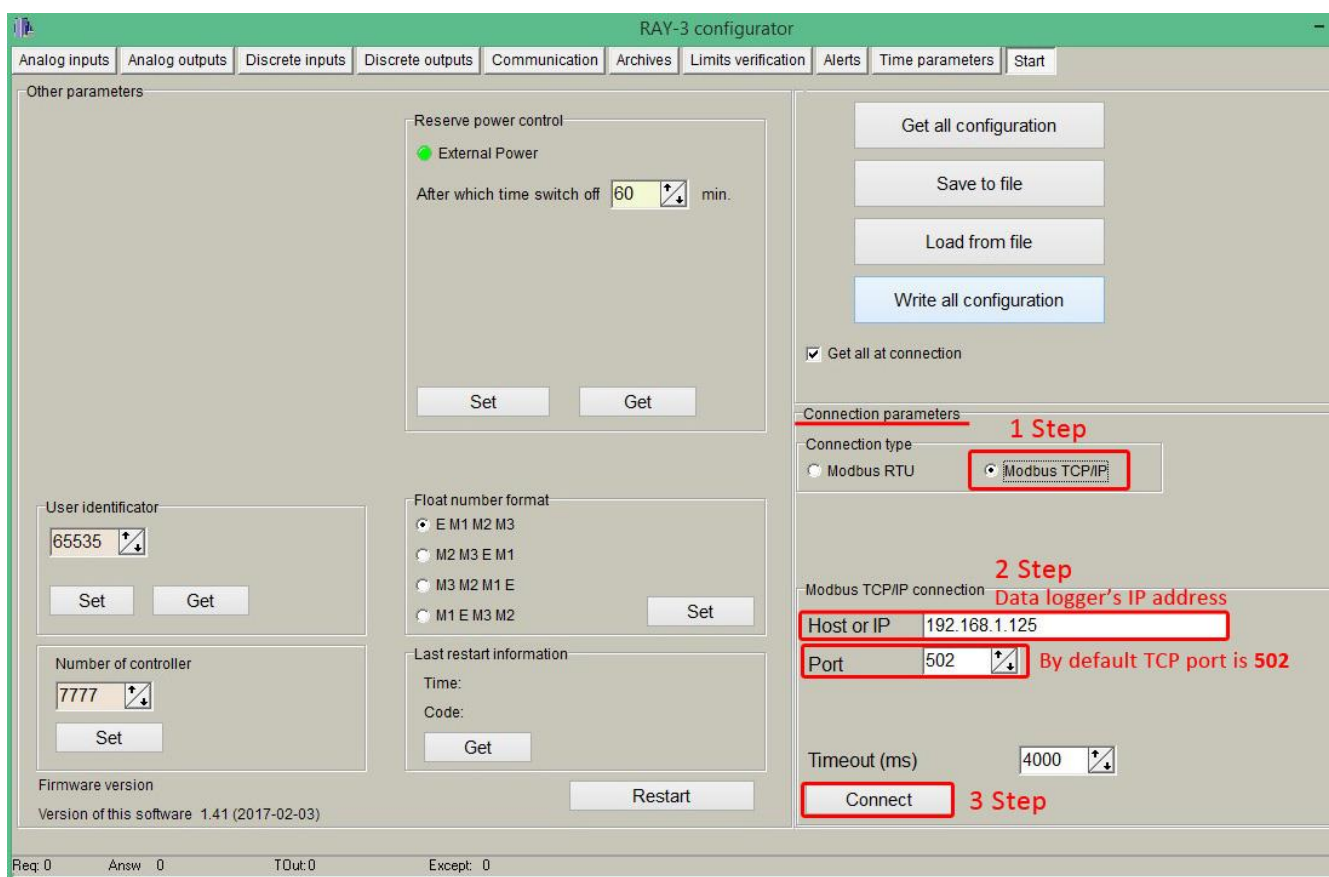 RAY-3 configurator
Analog inputs Analog outputs Discrete inputs Discrete outputs Communication Archives Limits verification Alerts Time parameters Start
Other parameters
Reserve power control
External Power
After which time switch off 60 min.
Set Get
User identificator
65535
Set Get
Float number format
E M1 M2 M3
M2 M3 E M1
M3 M2 M1 E
M1 E M3 M2
Set
Number of controller
7777
Set
Last restart information
Time:
Code:
Get
Firmware version
Version of this software 1.41 (2017-02-03)
Restart
Get all configuration
Save to file
Load from file
Write all configuration
Get all at connection
Connection parameters
1 Step
Connection type
Modbus RTU Modbus TCP/IP
2 Step
Modbus TCP/IP connection
Data logger's IP address
Host or IP 192.168.1.125
Port 502 By default TCP port is 502
Timeout (ms) 4000
Connect 3 Step
Req: 0 Answ 0 TOut:0 Except: 0